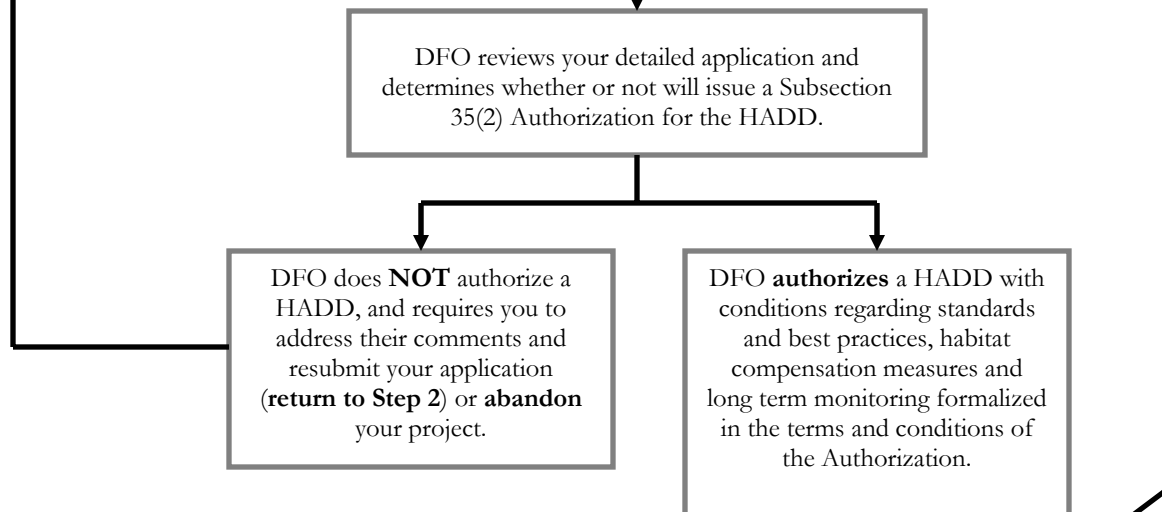 DFO reviews your detailed application and
determines whether or not will issue a Subsection
35(2) Authorization for the HADD.
DFO does NOT authorize a
HADD, and requires you to
address their comments and
resubmit your application
(return to Step 2) or abandon
your project.
DFO authorizes a HADD with
conditions regarding standards
and best practices, habitat
compensation measures and
long term monitoring formalized
in the terms and conditions of
the Authorization.